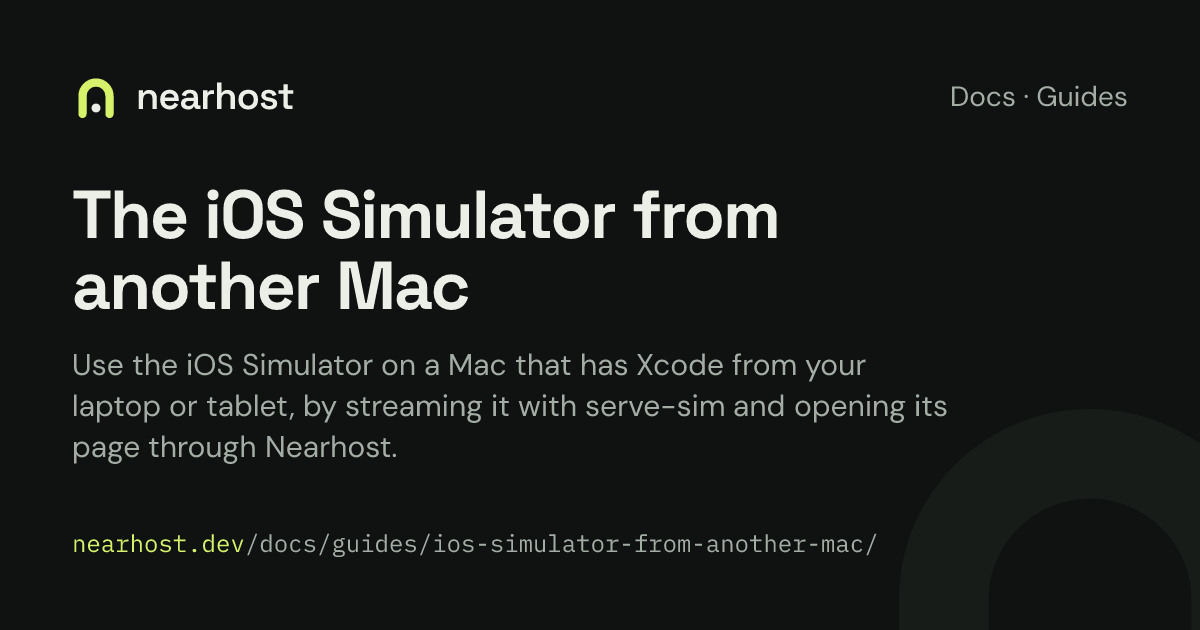 nearhost
Docs · Guides
The iOS Simulator from
another Mac
Use the iOS Simulator on a Mac that has Xcode from your
laptop or tablet, by streaming it with serve-sim and opening its
page through Nearhost.
nearhost.dev/docs/guides/ios-simulator-from-another-mac/